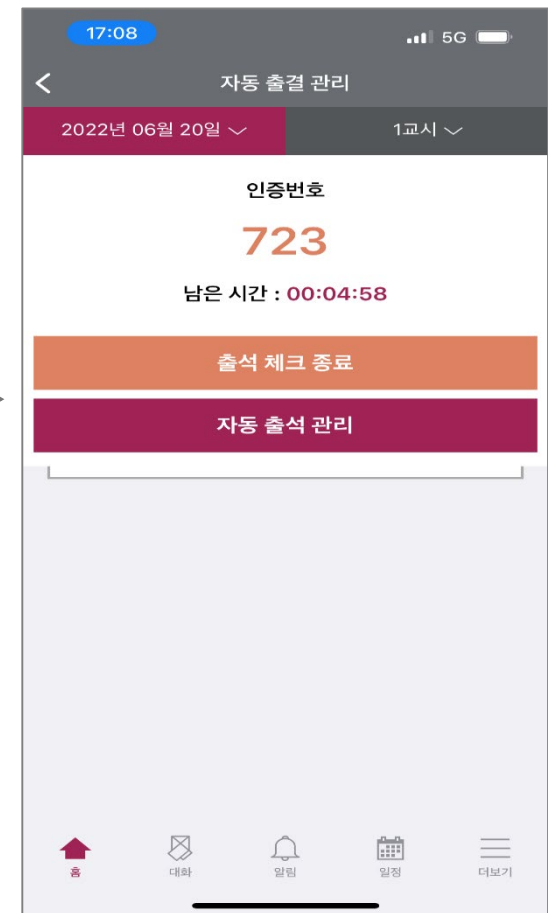 17:08 5G
자동 출결 관리
2022년 06월 20일 1교시
인증번호
723
남은 시간 : 00:04:58
출석 체크 종료
자동 출석 관리
홈 대화 알림 일정 더보기